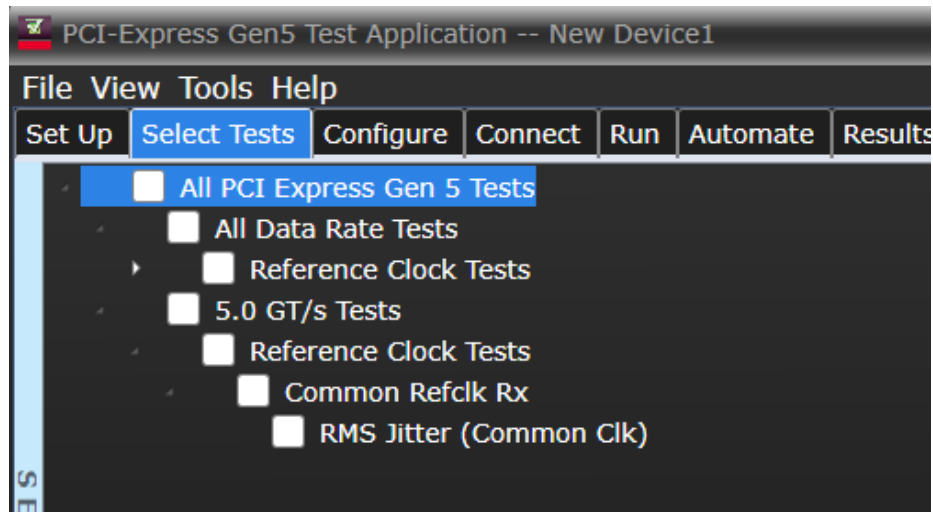 PCI-Express Gen5 Test Application -- New Device1
File View Tools Help
Set Up Select Tests Configure Connect Run Automate Results
All PCI Express Gen 5 Tests
All Data Rate Tests
Reference Clock Tests
5.0 GT/s Tests
Reference Clock Tests
Common Refclk Rx
RMS Jitter (Common Clk)
S E